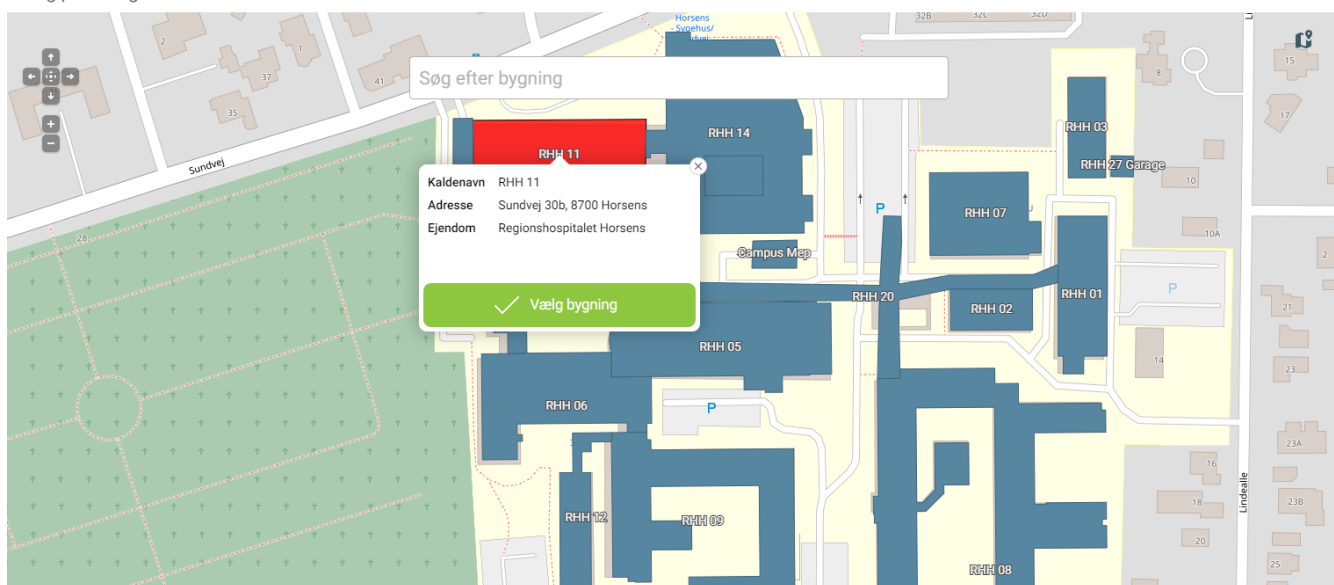 Horsens
- Synehus/
32B
32C
32D
2
1
37
41
35
8
15
17
Søg efter bygning
RHH 14
RHH 03
RHH 11
Sundvej
RHH 27 Garage
10
Kaldenavn RHH 11
Adresse Sundvej 30b, 8700 Horsens
Ejendom Regionshospitalet Horsens
P
RHH 07
10A
28
Campus Mep
2
P
Vælg bygning
RHH 20
RHH 01
RHH 02
21
RHH 05
14
23
RHH 06
P
23A
16
Lindealle
18
23B
RHH 12
RHH 09
20
RHH 08
25